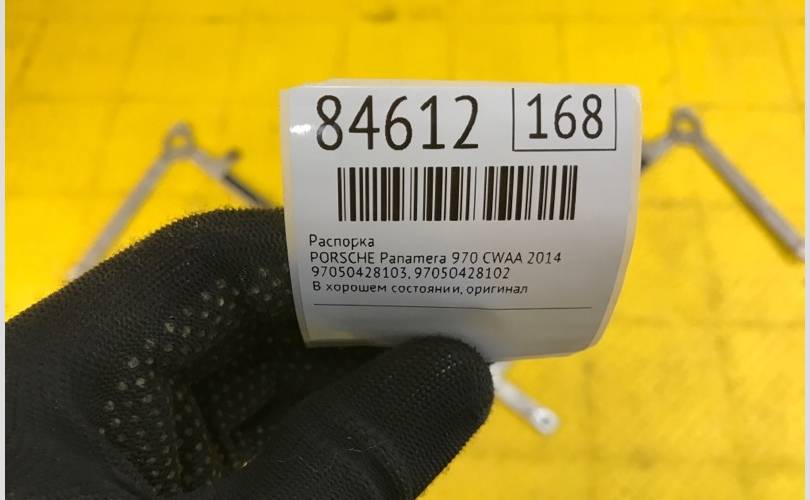 84612 168
Распорка
PORSCHE Panamera 970 CWAA 2014
97050428103, 97050428102
В хорошем состоянии, оригинал